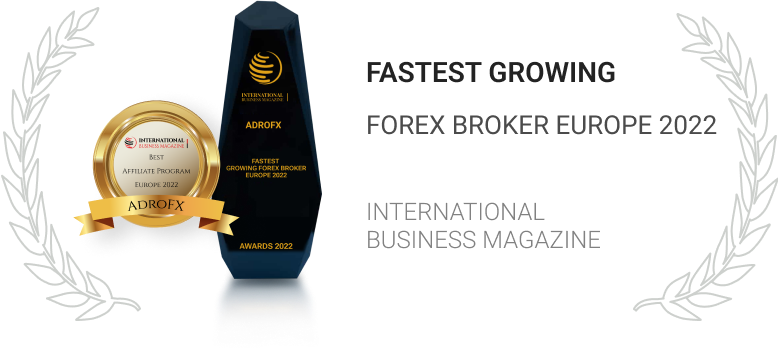 INTERNATIONAL
BUSINESS MAGAZINE
BEST
AFFILIATE PROGRAM
EUROPE 2022
ADROFX
INTERNATIONAL
BUSINESS MAGAZINE
ADROFX
FASTEST
GROWING FOREX BROKER
EUROPE 2022
AWARDS 2022
FASTEST GROWING
FOREX BROKER EUROPE 2022
INTERNATIONAL
BUSINESS MAGAZINE